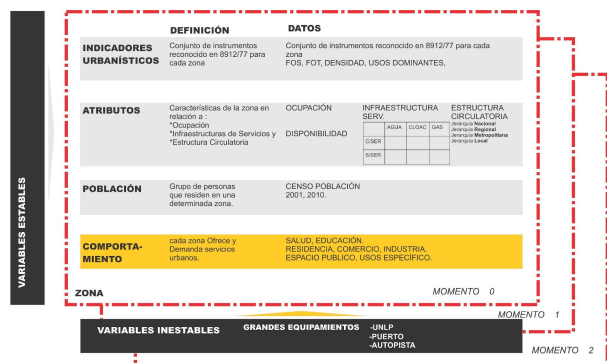 DEFINICIÓN DATOS
INDICADORES URBANÍSTICOS
Conjunto de instrumentos
reconocido en 8912/77 para
cada zona
Conjunto de instrumentos reconocido en 8912/77 para cada
zona
FOS, FOT, DENSIDAD, USOS DOMINANTES,
ATRIBUTOS
Características de la zona en
relación a :
*Ocupación
*Infraestructuras de Servicios y
*Estructura Circulatoria
OCUPACIÓN
DISPONIBILIDAD
INFRAESTRUCTURA
SERV.
AGUA CLOAC GAS
C/SER
S/SER
ESTRUCTURA
CIRCULATORIA
Jerarquía Nacional
Jerarquía Regional
Jerarquía Metropolitana
Jerarquía Local
POBLACIÓN
Grupo de personas
que residen en una
determinada zona.
CENSO POBLACIÓN
2001, 2010.
COMPORTA-
MIENTO
cada zona Ofrece y
Demanda servicios
urbanos.
SALUD, EDUCACIÓN.
RESIDENCIA, COMERCIO, INDUSTRIA.
ESPACIO PUBLICO, USOS ESPECÍFICO.
VARIABLES ESTABLES
ZONA
MOMENTO 0
MOMENTO 1
VARIABLES INESTABLES
GRANDES EQUIPAMIENTOS
-UNLP
-PUERTO
-AUTOPISTA
MOMENTO 2